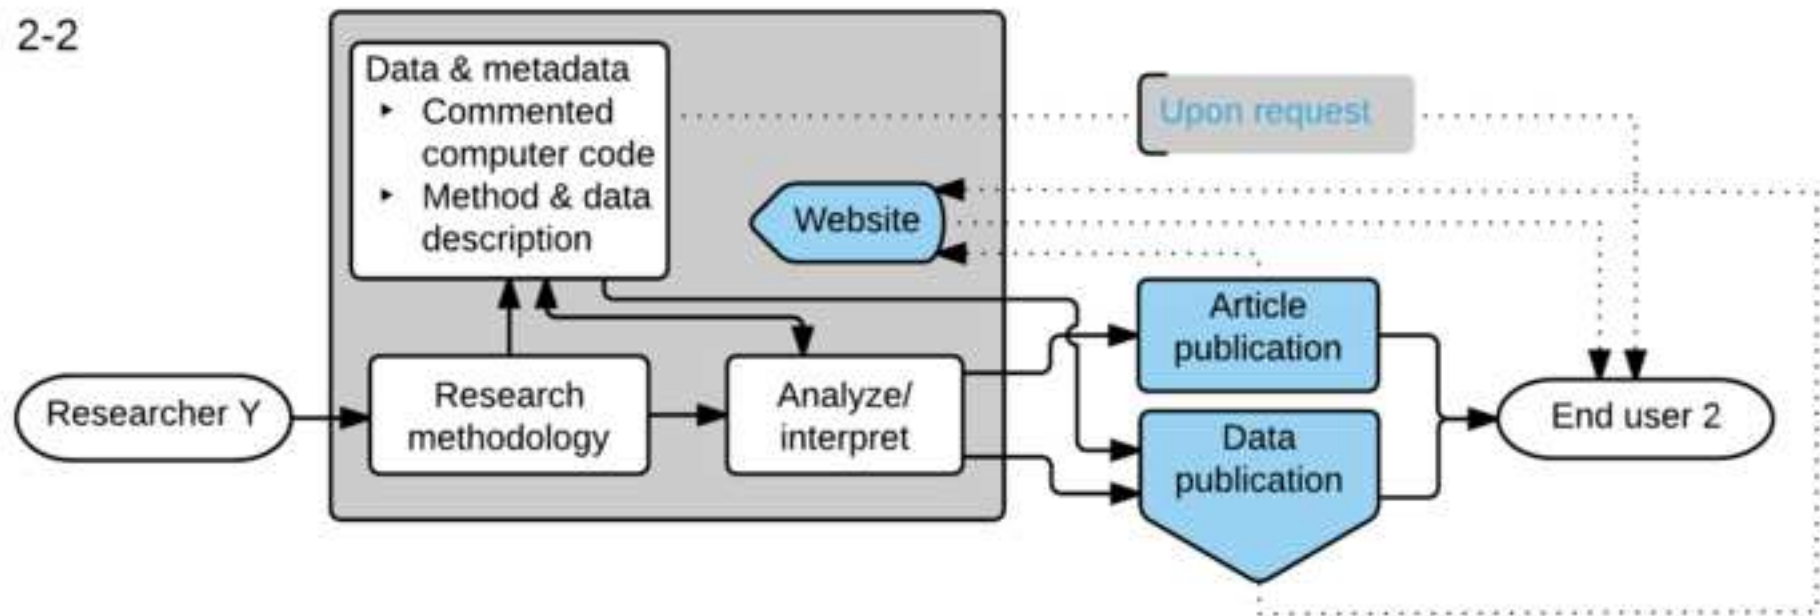 2-2
Data & metadata
‣ Commented
computer code
‣ Method & data
description
Upon request
Website
Article
publication
Researcher Y
Research
methodology
Analyze/
interpret
Data
publication
End user 2